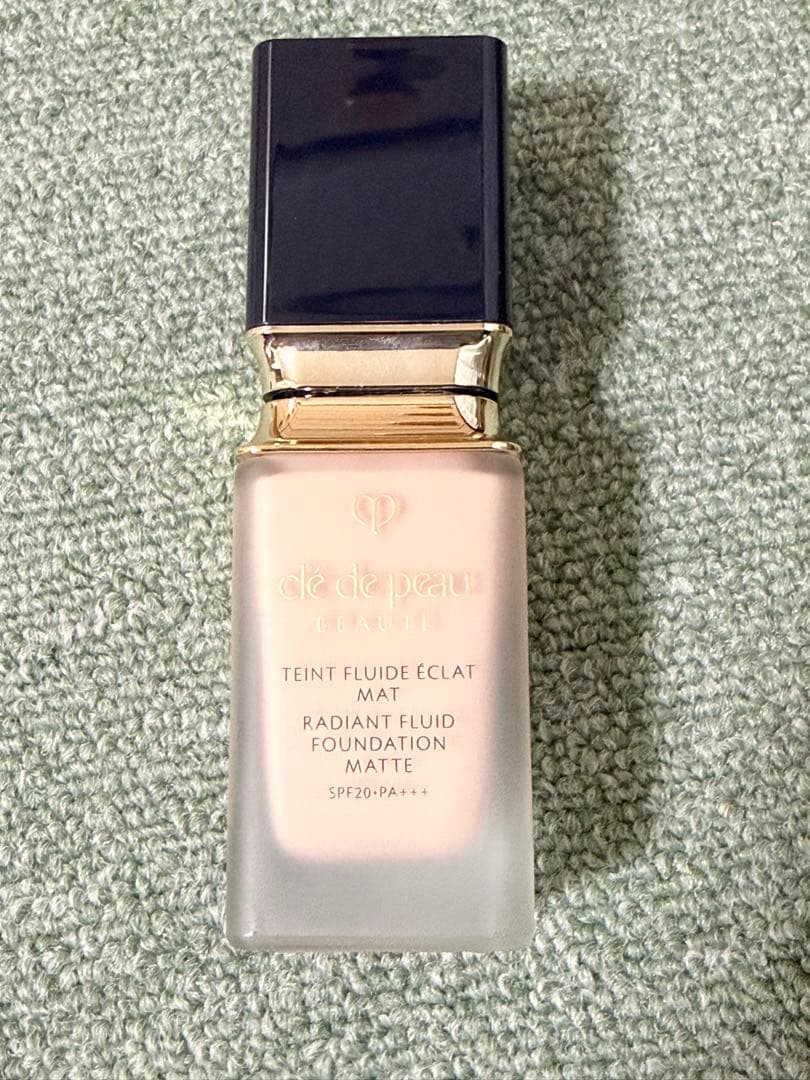 clé de peau
BEAUTÉ
TEINT FLUIDE ÉCLAT
MAT
RADIANT FLUID
FOUNDATION
MATTE
SPF20•PA+++